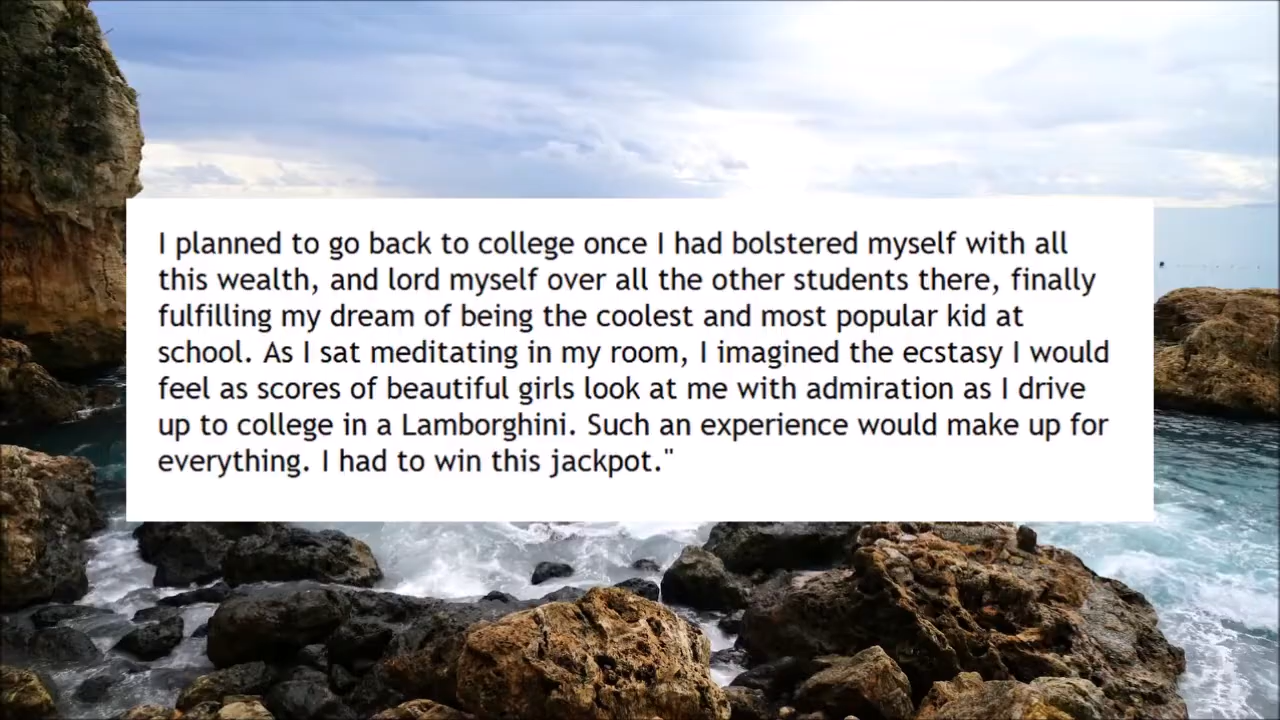 I planned to go back to college once I had bolstered myself with all
this wealth, and lord myself over all the other students there, finally
fulfilling my dream of being the coolest and most popular kid at
school. As I sat meditating in my room, I imagined the ecstasy I would
feel as scores of beautiful girls look at me with admiration as I drive
up to college in a Lamborghini. Such an experience would make up for
everything. I had to win this jackpot."